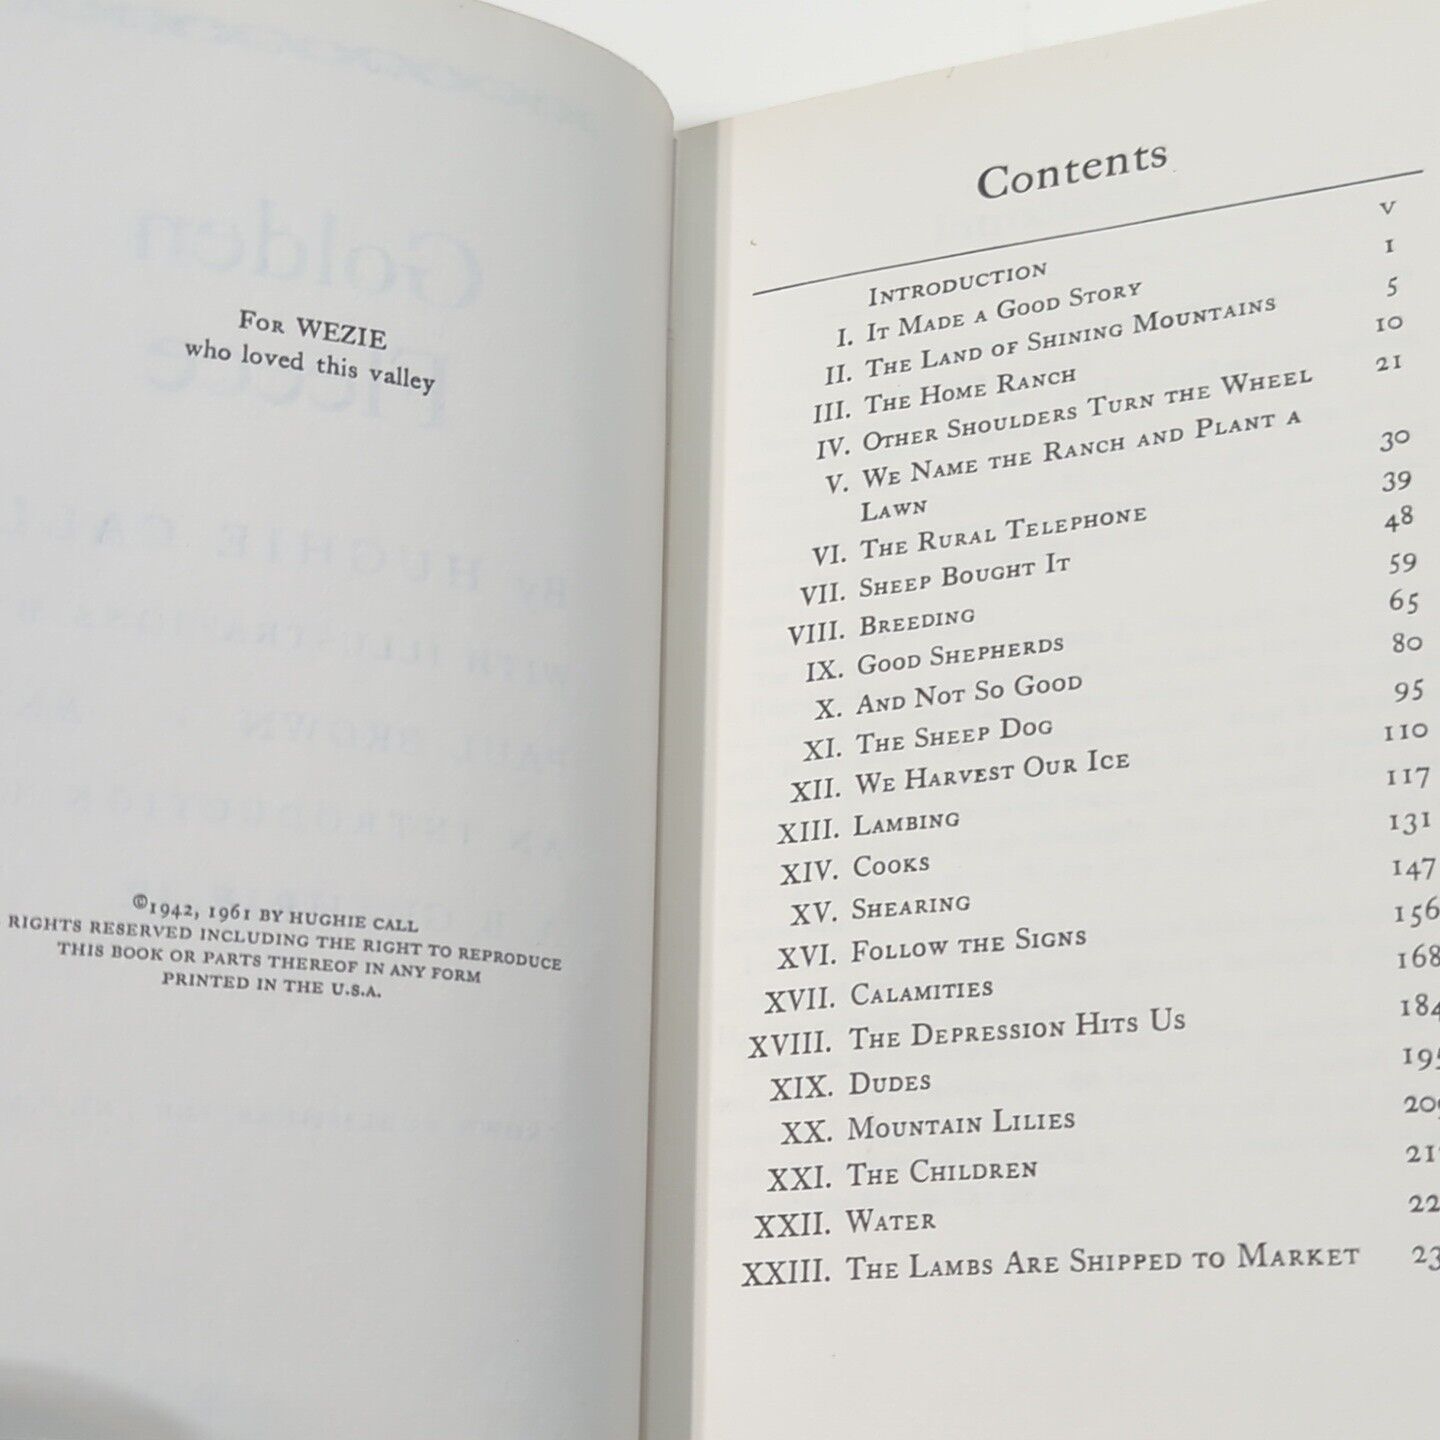 For WEZIE
who loved this valley
©1942, 1961 BY HUGHIE CALL
RIGHTS RESERVED INCLUDING THE RIGHT TO REPRODUCE
THIS BOOK OR PARTS THEREOF IN ANY FORM
PRINTED IN THE U.S.A.
Contents
Introduction v
I. It Made a Good Story 1
II. The Land of Shining Mountains 5
III. The Home Ranch 10
IV. Other Shoulders Turn the Wheel 21
V. We Name the Ranch and Plant a
Lawn 30
VI. The Rural Telephone 39
VII. Sheep Bought It 48
VIII. Breeding 59
IX. Good Shepherds 65
X. And Not So Good 80
XI. The Sheep Dog 95
XII. We Harvest Our Ice 110
XIII. Lambing 117
XIV. Cooks 131
XV. Shearing 147
XVI. Follow the Signs 156
XVII. Calamities 168
XVIII. The Depression Hits Us 184
XIX. Dudes 195
XX. Mountain Lilies
XXI. The Children
XXII. Water
XXIII. The Lambs Are Shipped to Market